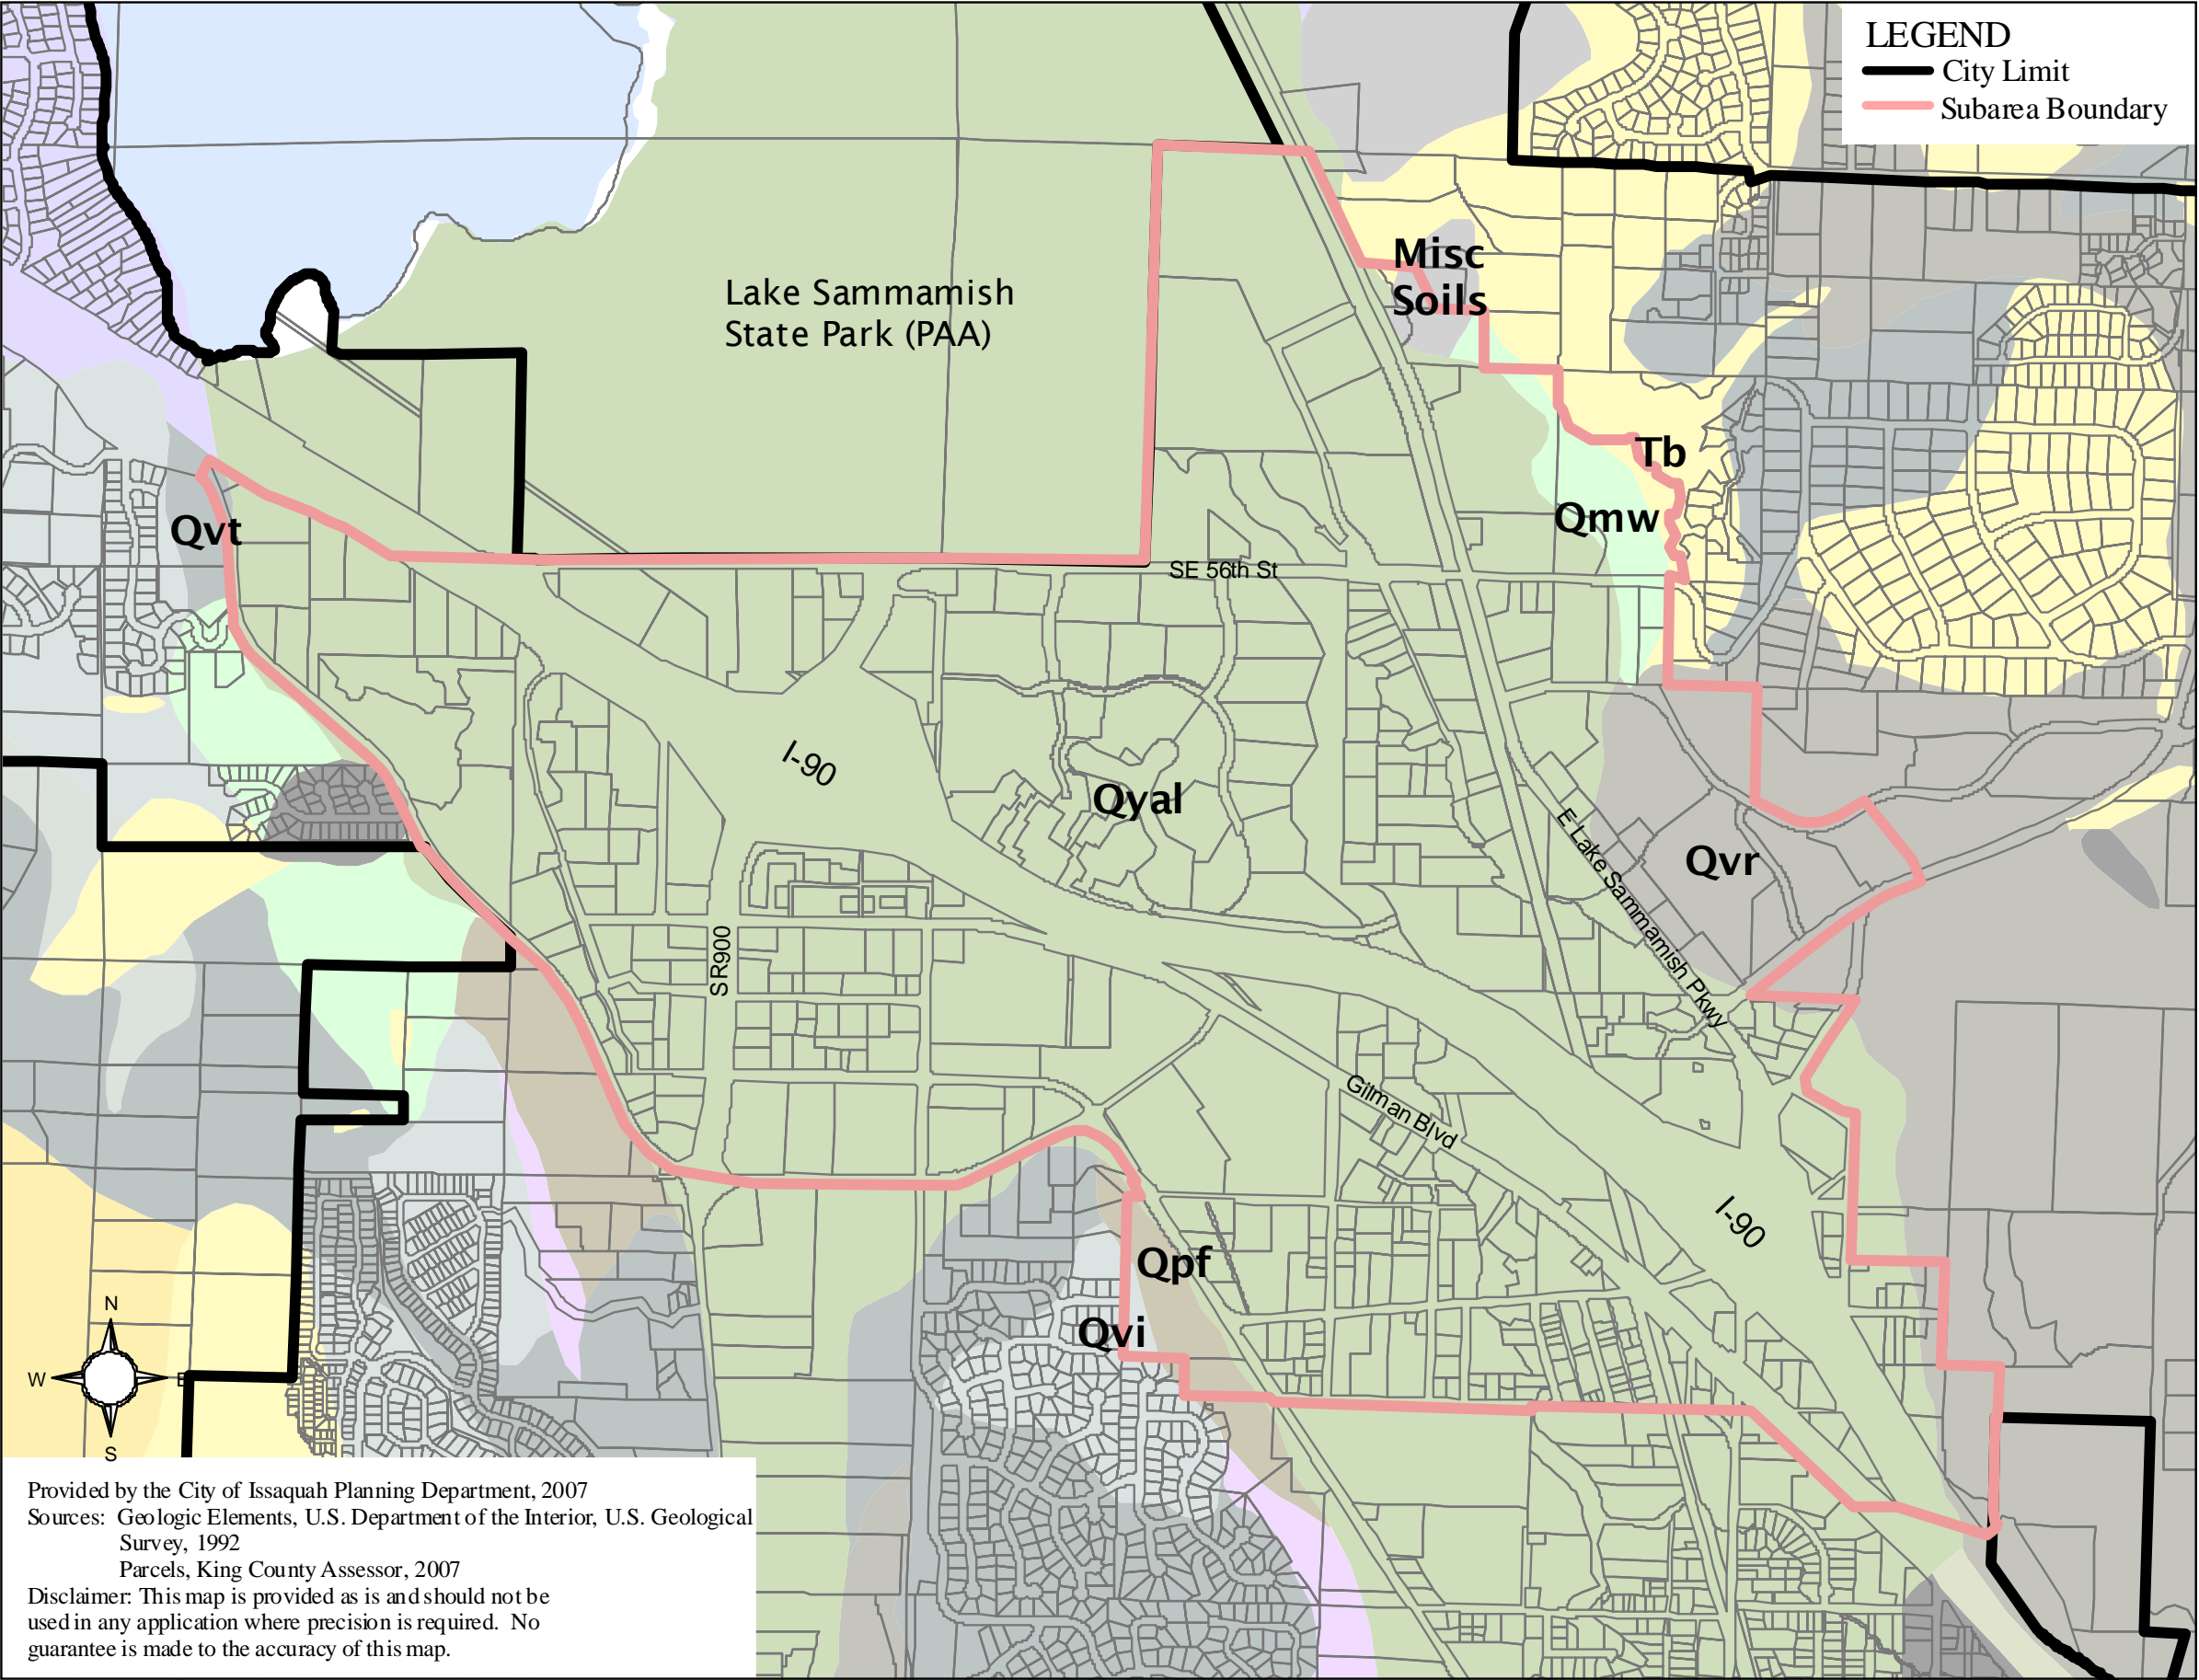 LEGEND
City Limit
Subarea Boundary
Lake Sammamish
State Park (PAA)
Misc
Soils
Tb
Qmw
Qvt
SE 56th St
I-90
Qyal
E Lake Sammamish Pkwy
Qvr
SR900
Gilman Blvd
I-90
Qpf
Qvi
N
W
E
S
Provided by the City of Issaquah Planning Department, 2007
Sources: Geologic Elements, U.S. Department of the Interior, U.S. Geological
Survey, 1992
Parcels, King County Assessor, 2007
Disclaimer: This map is provided as is and should not be
used in any application where precision is required. No
guarantee is made to the accuracy of this map.